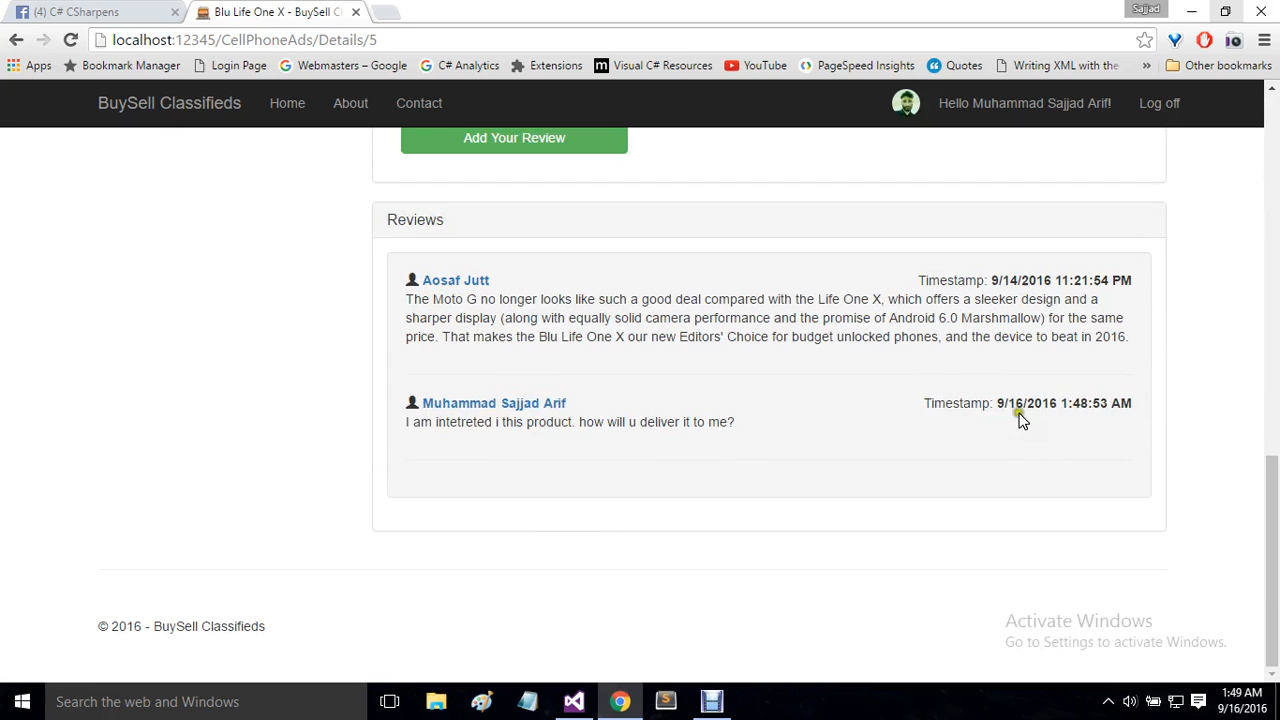 (4) C# CSharpens
Blu Life One X - BuySell Cl
Sajjad
localhost:12345/CellPhoneAds/Details/5
Apps
Bookmark Manager
Login Page
Webmasters – Google
C# Analytics
Extensions
Visual C# Resources
YouTube
PageSpeed Insights
Quotes
Writing XML with the
»
Other bookmarks
BuySell Classifieds
Home
About
Contact
Hello Muhammad Sajjad Arif!
Log off
Add Your Review
Reviews
Aosaf Jutt
Timestamp: 9/14/2016 11:21:54 PM
The Moto G no longer looks like such a good deal compared with the Life One X, which offers a sleeker design and a
sharper display (along with equally solid camera performance and the promise of Android 6.0 Marshmallow) for the same
price. That makes the Blu Life One X our new Editors' Choice for budget unlocked phones, and the device to beat in 2016.
Muhammad Sajjad Arif
Timestamp: 9/16/2016 1:48:53 AM
I am intetreted i this product. how will u deliver it to me?
© 2016 - BuySell Classifieds
Activate Windows
Go to Settings to activate Windows.
Search the web and Windows
1:49 AM
9/16/2016